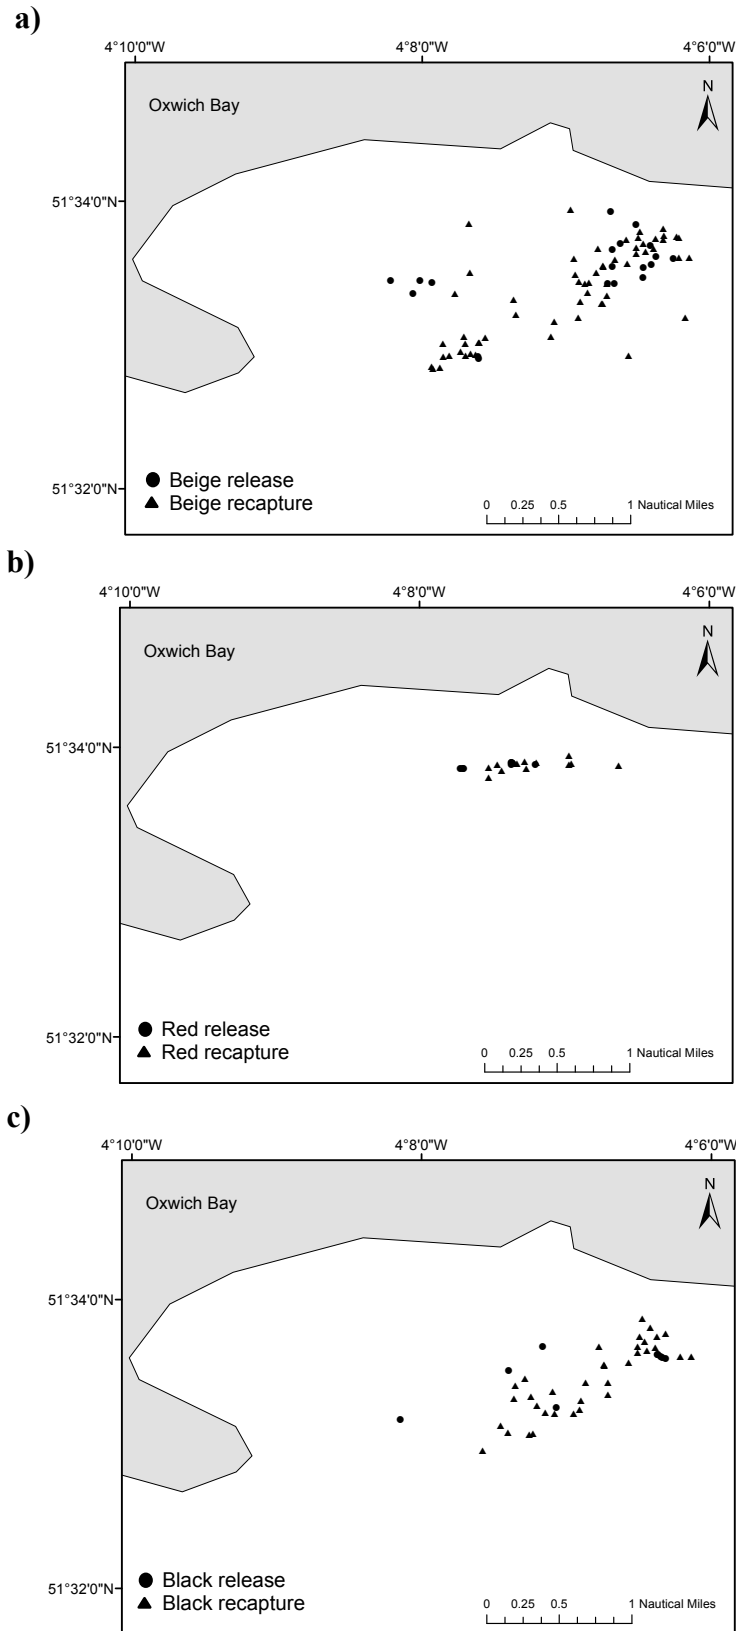 a)
4°10'0"W 4°8'0"W 4°6'0"W
Oxwich Bay
N
51°34'0"N
51°32'0"N
Beige release
Beige recapture
0 0.25 0.5 1 Nautical Miles
b)
4°10'0"W 4°8'0"W 4°6'0"W
Oxwich Bay
N
51°34'0"N
51°32'0"N
Red release
Red recapture
0 0.25 0.5 1 Nautical Miles
c)
4°10'0"W 4°8'0"W 4°6'0"W
Oxwich Bay
N
51°34'0"N
51°32'0"N
Black release
Black recapture
0 0.25 0.5 1 Nautical Miles